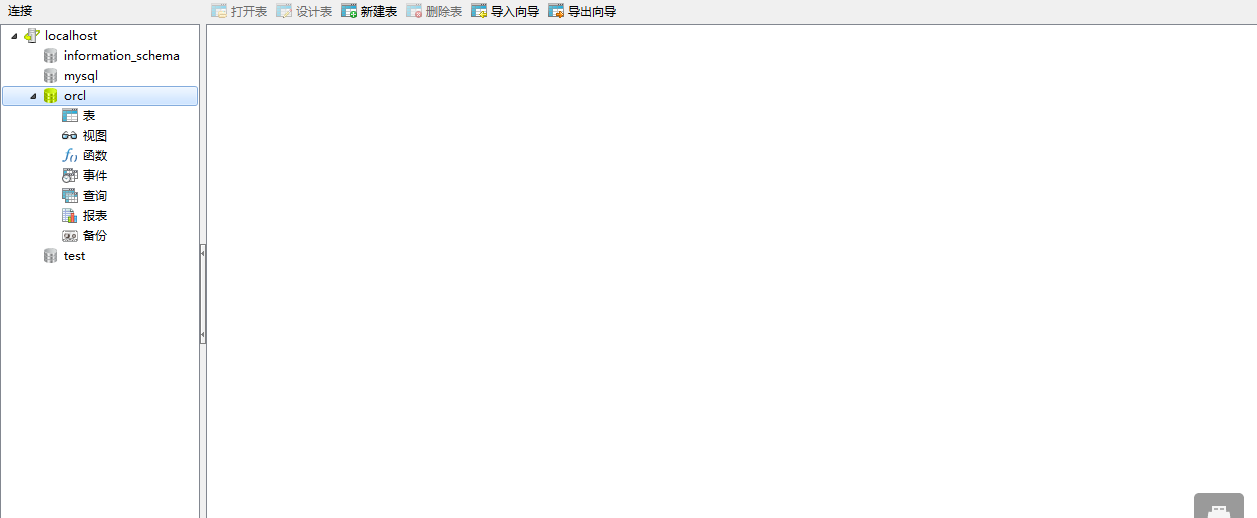 连接
打开表 设计表 新建表 删除表 导入向导 导出向导
localhost
information_schema
mysql
orcl
表
视图
函数
事件
查询
报表
备份
test